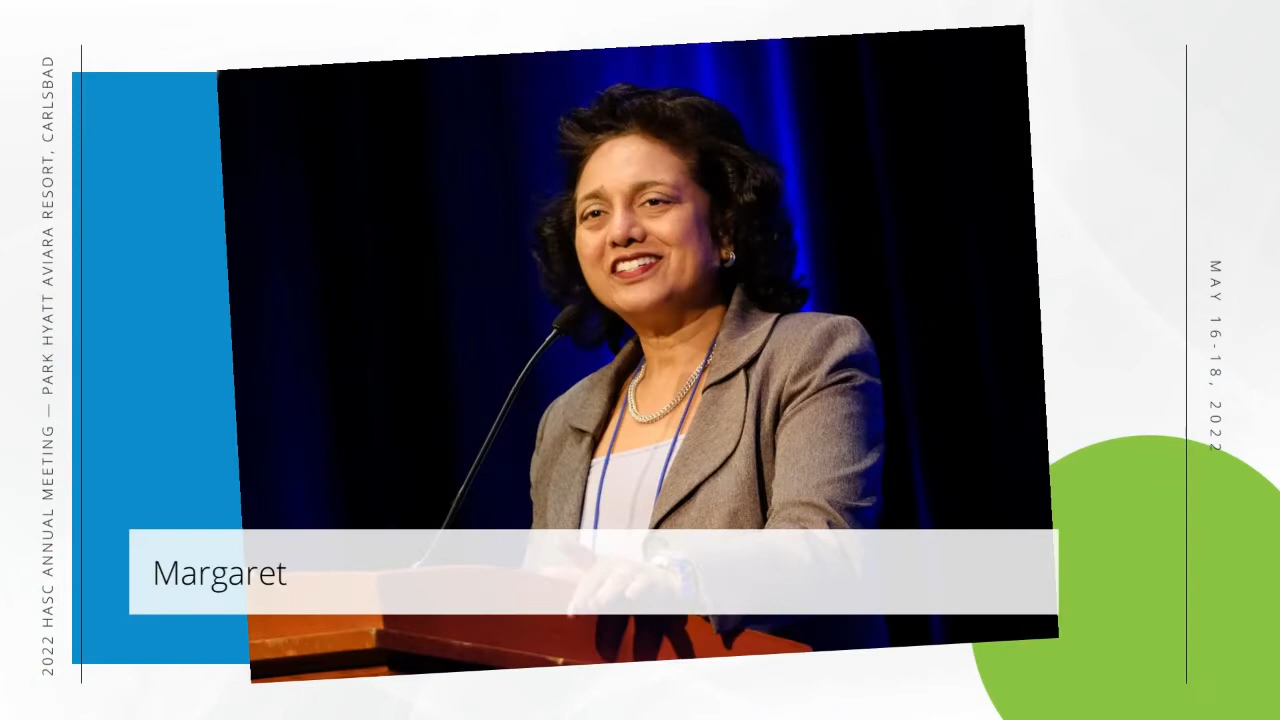 2022 HASC ANNUAL MEETING — PARK HYATT AVIARA RESORT, CARLSBAD
Margaret
MAY 16-18, 2022